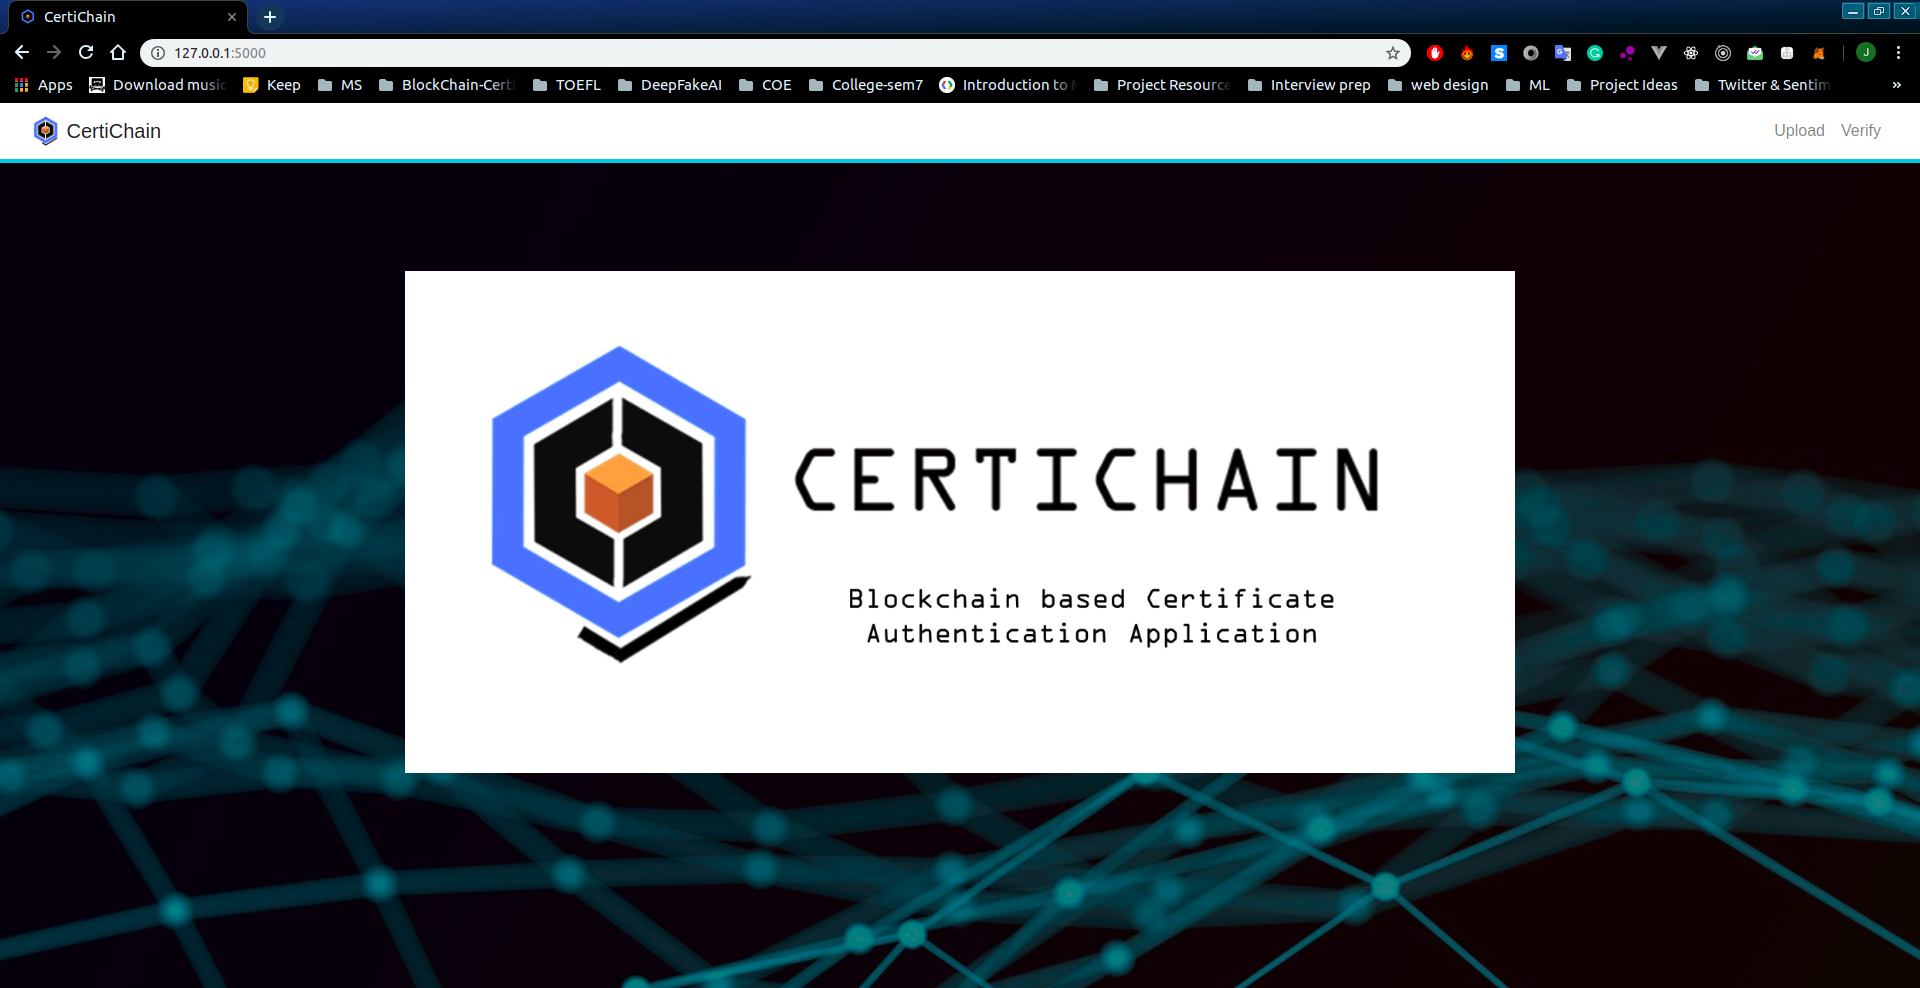 CertiChain
127.0.0.1:5000
Apps Download music Keep MS BlockChain-Certi TOEFL DeepFakeAI COE College-sem7 Introduction to Project Resource Interview prep web design ML Project Ideas Twitter & Sentim »
CertiChain Upload Verify
CERTICHAIN
Blockchain based Certificate
Authentication Application